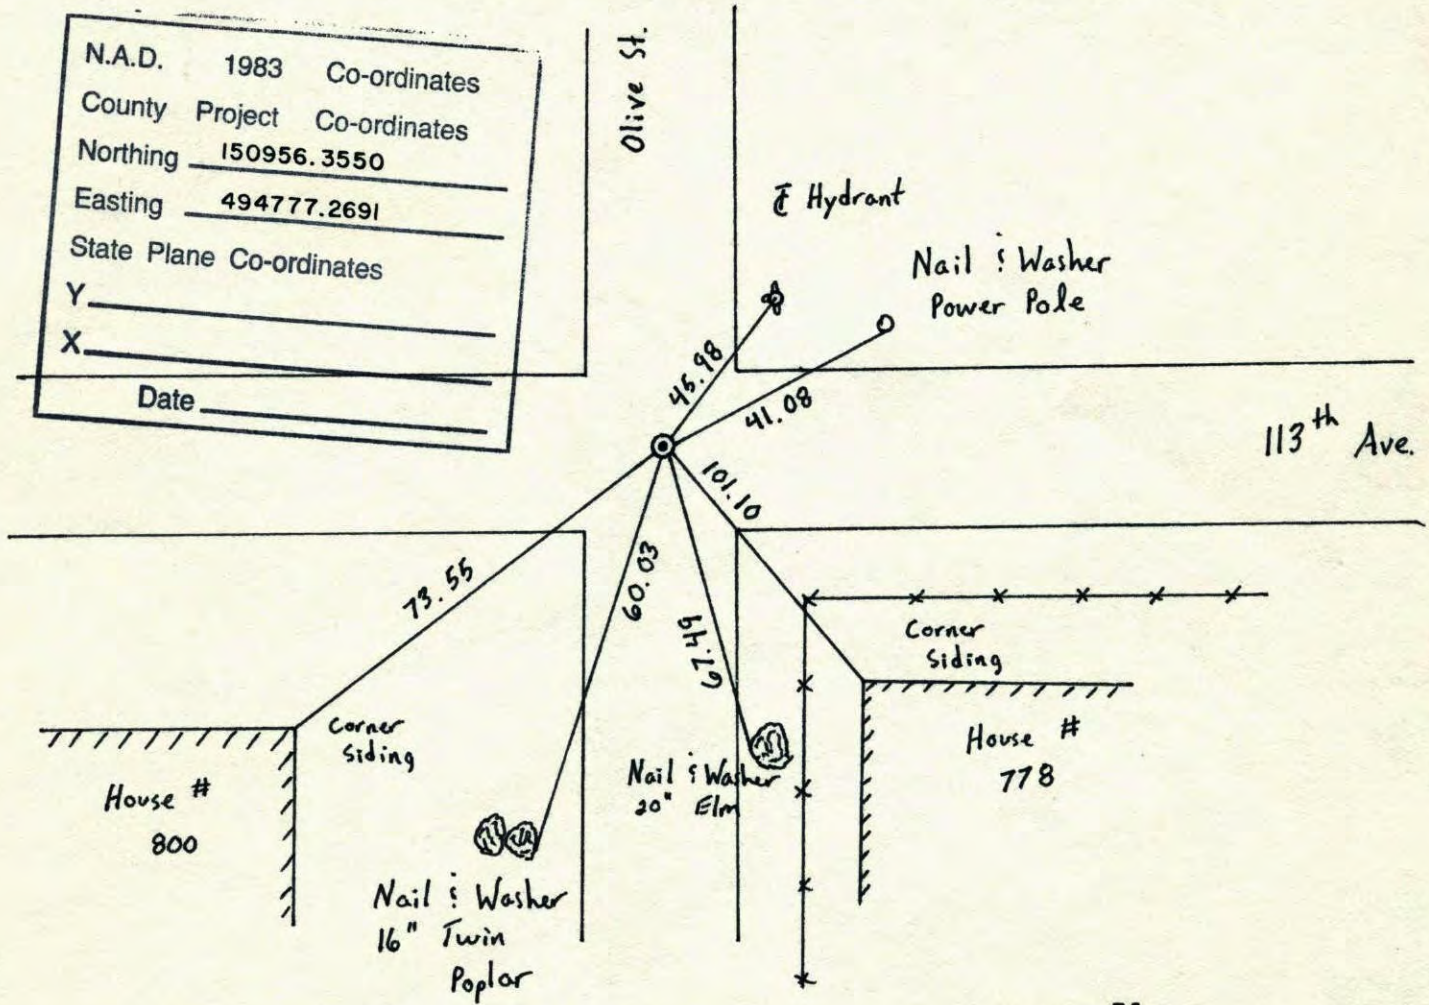 N.A.D. 1983 Co-ordinates
County Project Co-ordinates
Northing 150956.3550
Easting 494777.2691
State Plane Co-ordinates
Y
X
Date
Olive St.
℄ Hydrant
Nail & Washer
Power Pole
45.98
41.08
113th Ave.
101.10
73.55
60.03
67.49
Corner
Siding
Corner
Siding
House #
800
Nail & Washer
20" Elm
House #
778
Nail & Washer
16" Twin
Poplar